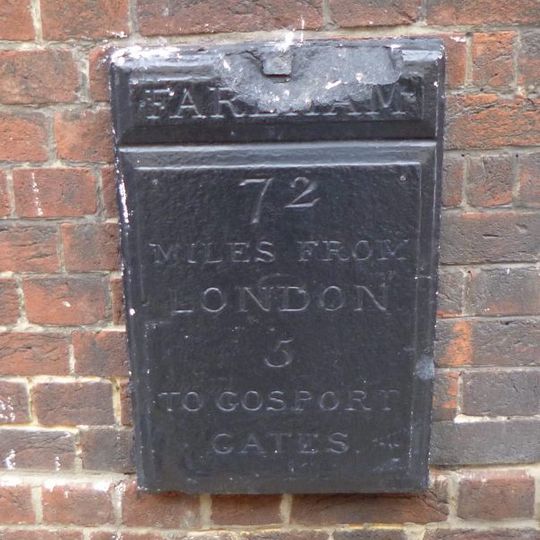 FAREHAM
72
MILES FROM
LONDON
5
TO GOSPORT
GATES